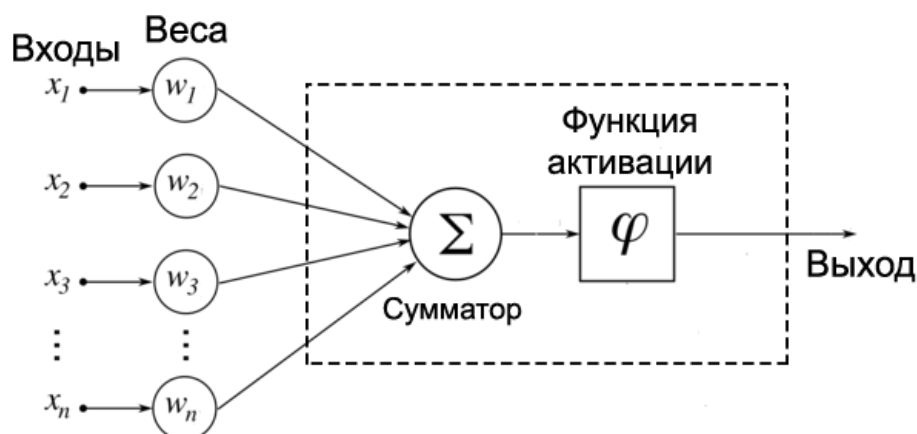 Входы
Веса
x1
w1
x2
w2
x3
w3
⋮
⋮
xn
wn
Σ
Сумматор
Функция
активации
φ
Выход